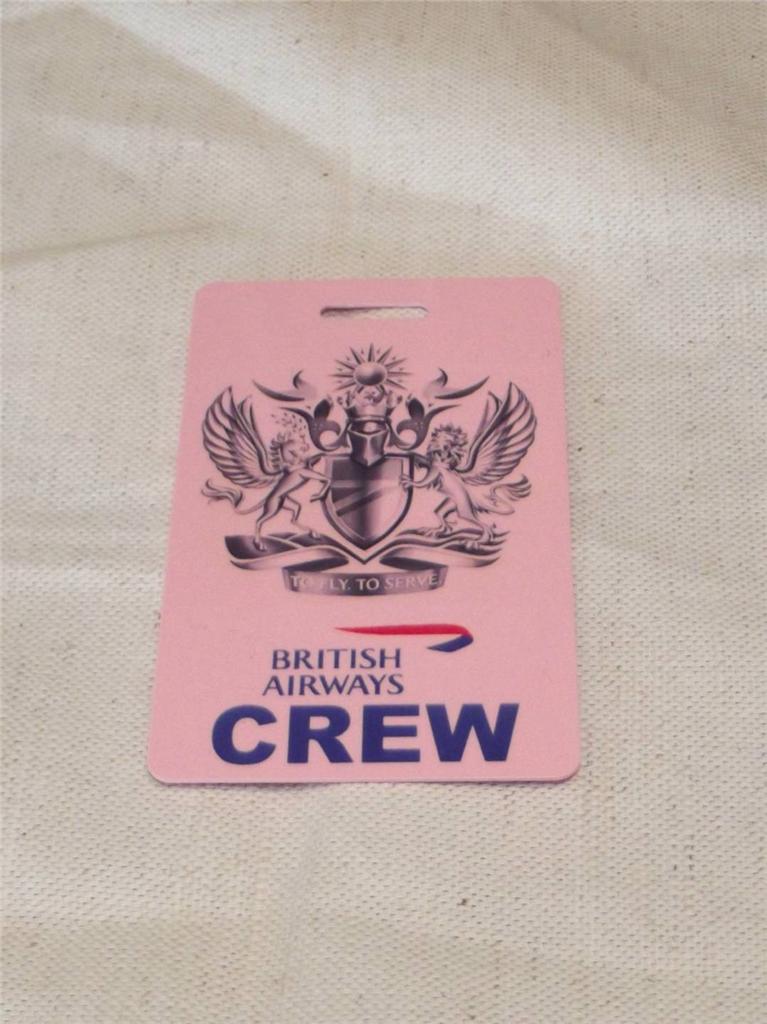 TO FLY. TO SERVE
BRITISH
AIRWAYS
CREW